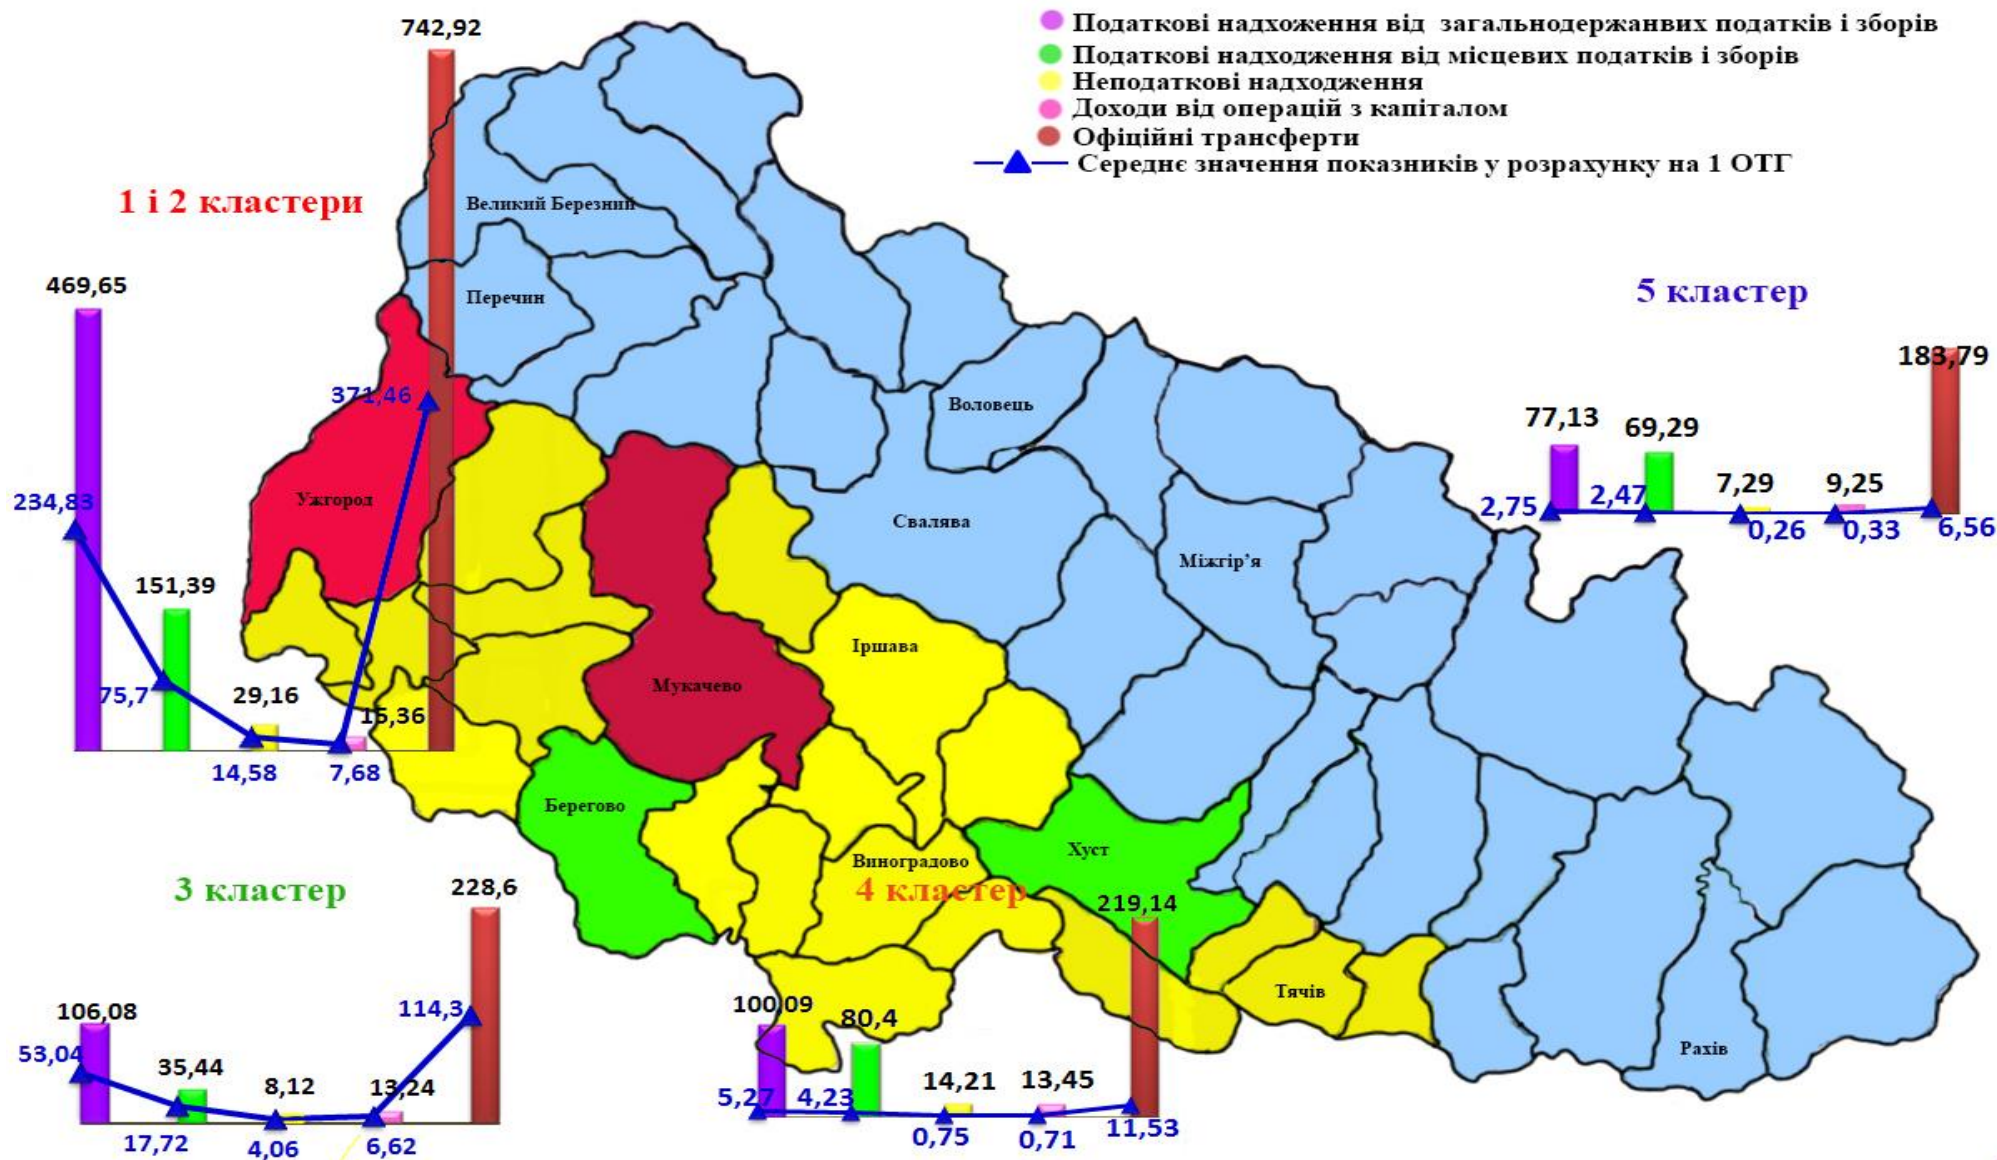 Податкові надхоження від загальнодержанвих податків і зборів
Податкові надходження від місцевих податків і зборів
Неподаткові надходження
Доходи від операцій з капіталом
Офіційні трансферти
Середнє значення показників у розрахунку на 1 ОТГ
1 і 2 кластери
742,92
469,65
371,46
234,83
151,39
75,7
29,16
15,36
14,58
7,68
5 кластер
183,79
77,13
69,29
7,29
9,25
2,75
2,47
0,26
0,33
6,56
Великий Березний
Перечин
Воловець
Ужгород
Свалява
Міжгір’я
Іршава
Мукачево
Берегово
Хуст
Виноградово
Тячів
Рахів
3 кластер
228,6
106,08
114,3
53,04
35,44
8,12
13,24
17,72
4,06
6,62
4 кластер
219,14
100,09
80,4
14,21
13,45
5,27
4,23
0,75
0,71
11,53